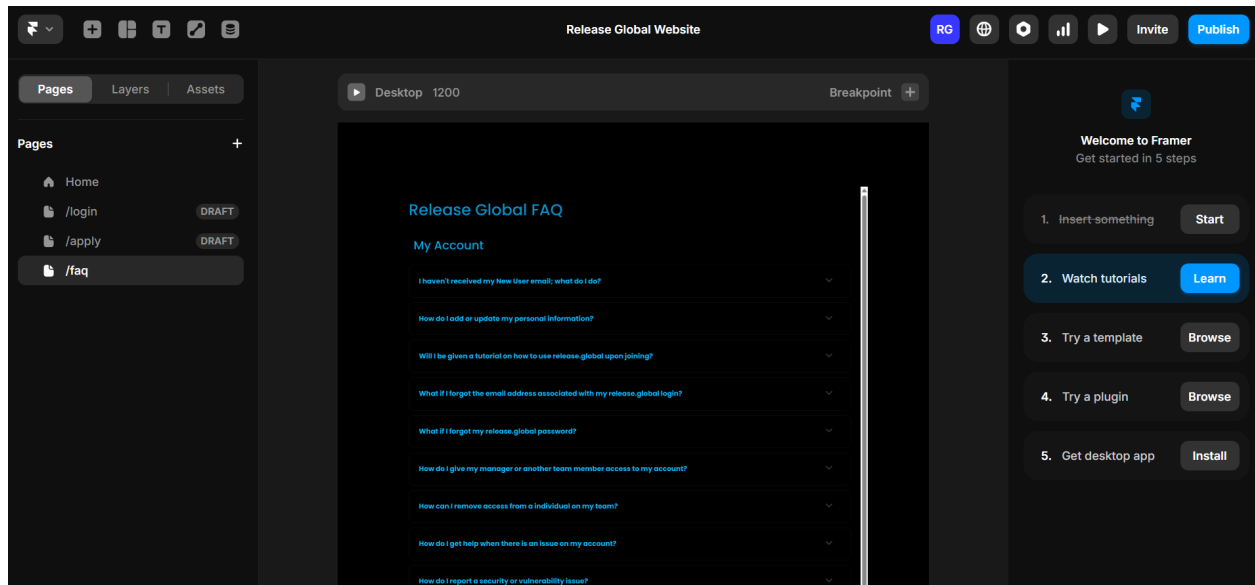 Release Global Website
RG
Invite
Publish
Pages
Layers
Assets
Pages
Home
/login
DRAFT
/apply
DRAFT
/faq
Desktop 1200
Breakpoint
Release Global FAQ
My Account
I haven't received my New User email; what do I do?
How do I add or update my personal information?
Will I be given a tutorial on how to use release.global upon joining?
What if I forgot the email address associated with my release.global login?
What if I forgot my release.global password?
How do I give my manager or another team member access to my account?
How can I remove access from a individual on my team?
How do I get help when there is an issue on my account?
How do I report a security or vulnerability issue?
Welcome to Framer
Get started in 5 steps
1. Insert something
Start
2. Watch tutorials
Learn
3. Try a template
Browse
4. Try a plugin
Browse
5. Get desktop app
Install